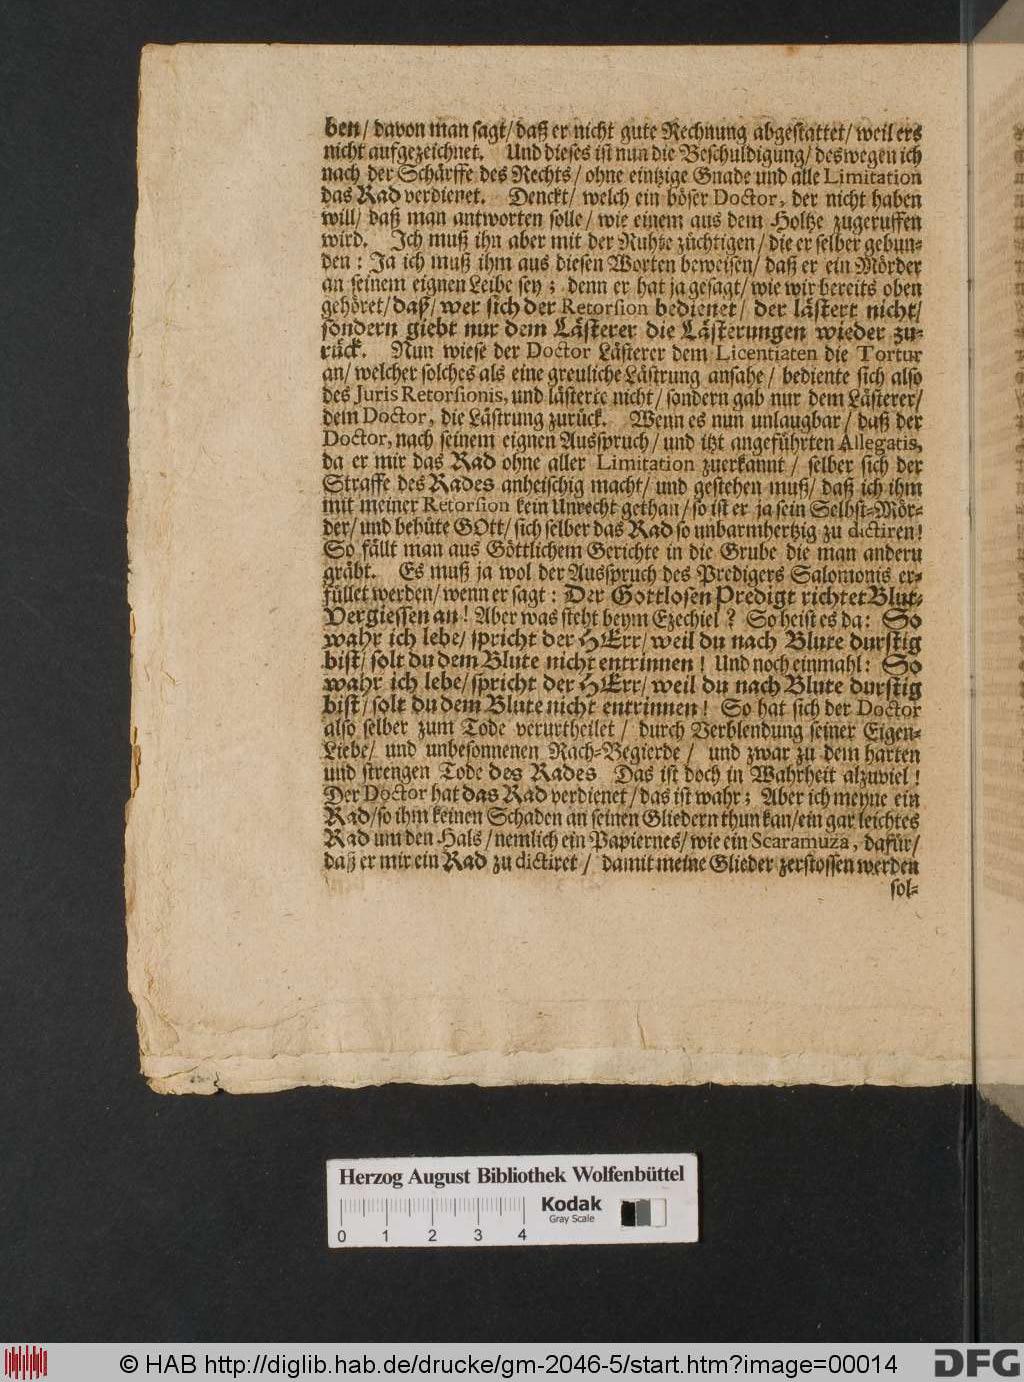 ben/ davon man sagt/ daß er nicht gute Rechnung abgestattet/ weil ers
nicht aufgezeichnet. Und dieses ist nun die Beschuldigung/ deswegen ich
nach der Schärffe des Rechts/ ohne eintzige Gnade und alle Limitation
das Rad verdienet. Denckt/ welch ein böser Doctor, der nicht haben
will/ daß man antworten solle/ wie einem aus dem Holtze zugeruffen
wird. Ich muß ihn aber mit der Ruhte züchtigen/ die er selber gebun-
den: Ja ich muß ihm aus diesen Worten beweisen/ daß er ein Mörder
an seinem eignen Leibe sey; denn er hat ja gesagt/ wie wir bereits oben
gehöret/ daß/ wer sich der Retorsion bedienet/ der lästert nicht/
sondern giebt nur dem Lästerer die Lästerungen wieder zu-
rück. Nun wiese der Doctor Lästerer dem Licentiaten die Tortur
an/ welcher solches als eine greuliche Lästrung ansahe/ bediente sich also
des Juris Retorsionis, und lästerte nicht/ sondern gab nur dem Lästerer/
dem Doctor, die Lästrung zurück. Wenn es nun unlaugbar/ daß der
Doctor, nach seinem eignen Ausspruch/ und itzt angeführten Allegatis,
da er mir das Rad ohne aller Limitation zuerkannt/ selber sich der
Straffe des Rades anheischig macht/ und gestehen muß/ daß ich ihm
mit meiner Retorsion kein Unrecht gethan/ so ist er ja sein Selbst-Mör-
der/ und behüte GOtt/ sich selber das Rad so unbarmhertzig zu dictiren!
So fällt man aus Göttlichem Gerichte in die Grube die man andern
gräbt. Es muß ja wol der Ausspruch des Predigers Salomonis er-
füllet werden/ wenn er sagt: Der Gottlosen Predigt richtet Blut-
Vergiessen an! Aber was steht beym Ezechiel? So heist es da: So
wahr ich lebe/ spricht der HErr/ weil du nach Blute durstig
bist/ solt du dem Blute nicht entrinnen! Und noch einmahl: So
wahr ich lebe/ spricht der HErr/ weil du nach Blute durstig
bist/ solt du dem Blute nicht entrinnen! So hat sich der Doctor
also selber zum Tode verurtheilet/ durch Verblendung seiner Eigen-
Liebe/ und unbesonnenen Rach-Begierde/ und zwar zu dem harten
und strengen Tode des Rades Das ist doch in Wahrheit alzuviel!
Der Doctor hat das Rad verdienet/ das ist wahr; Aber ich meyne ein
Rad/ so ihm keinen Schaden an seinen Gliedern thun kan/ ein gar leichtes
Rad um den Hals/ nemlich ein Papiernes/ wie ein Scaramuza, dafür/
daß er mir ein Rad zu dictiret/ damit meine Glieder zerstossen werden
sol-
Herzog August Bibliothek Wolfenbüttel
Kodak
Gray Scale
0 1 2 3 4
© HAB http://diglib.hab.de/drucke/gm-2046-5/start.htm?image=00014
DFG